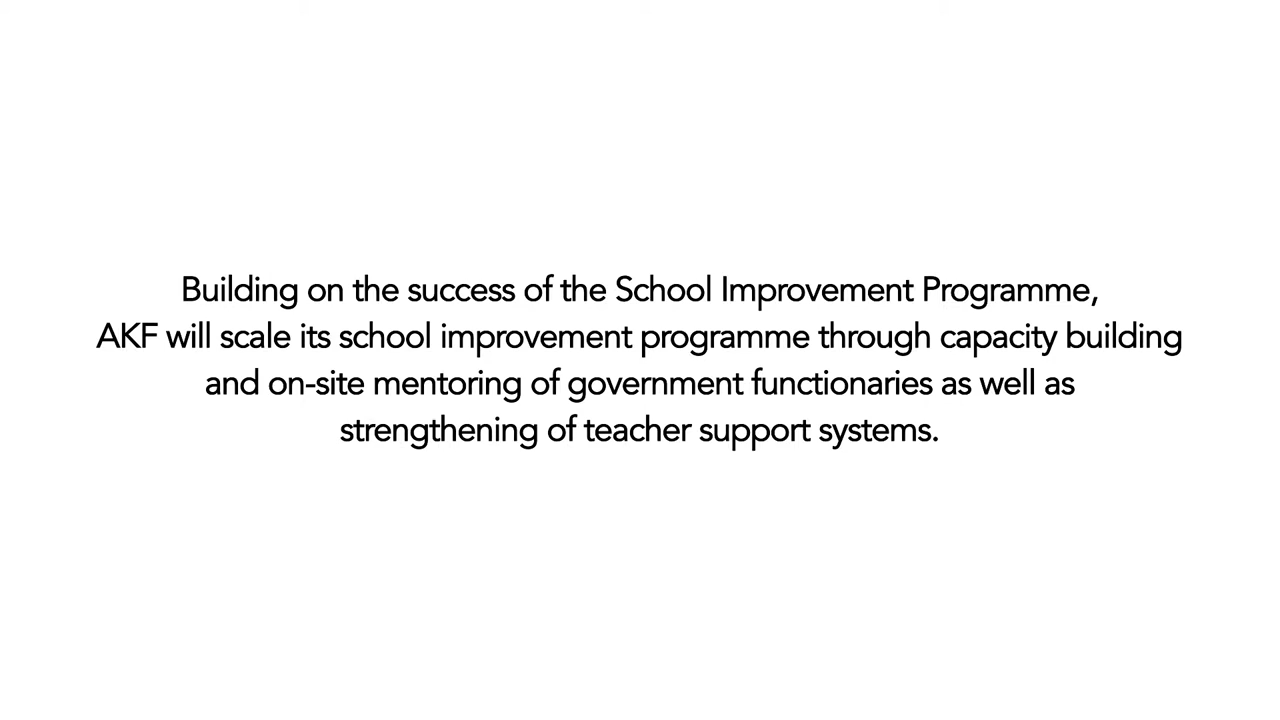 Building on the success of the School Improvement Programme,
AKF will scale its school improvement programme through capacity building
and on-site mentoring of government functionaries as well as
strengthening of teacher support systems.